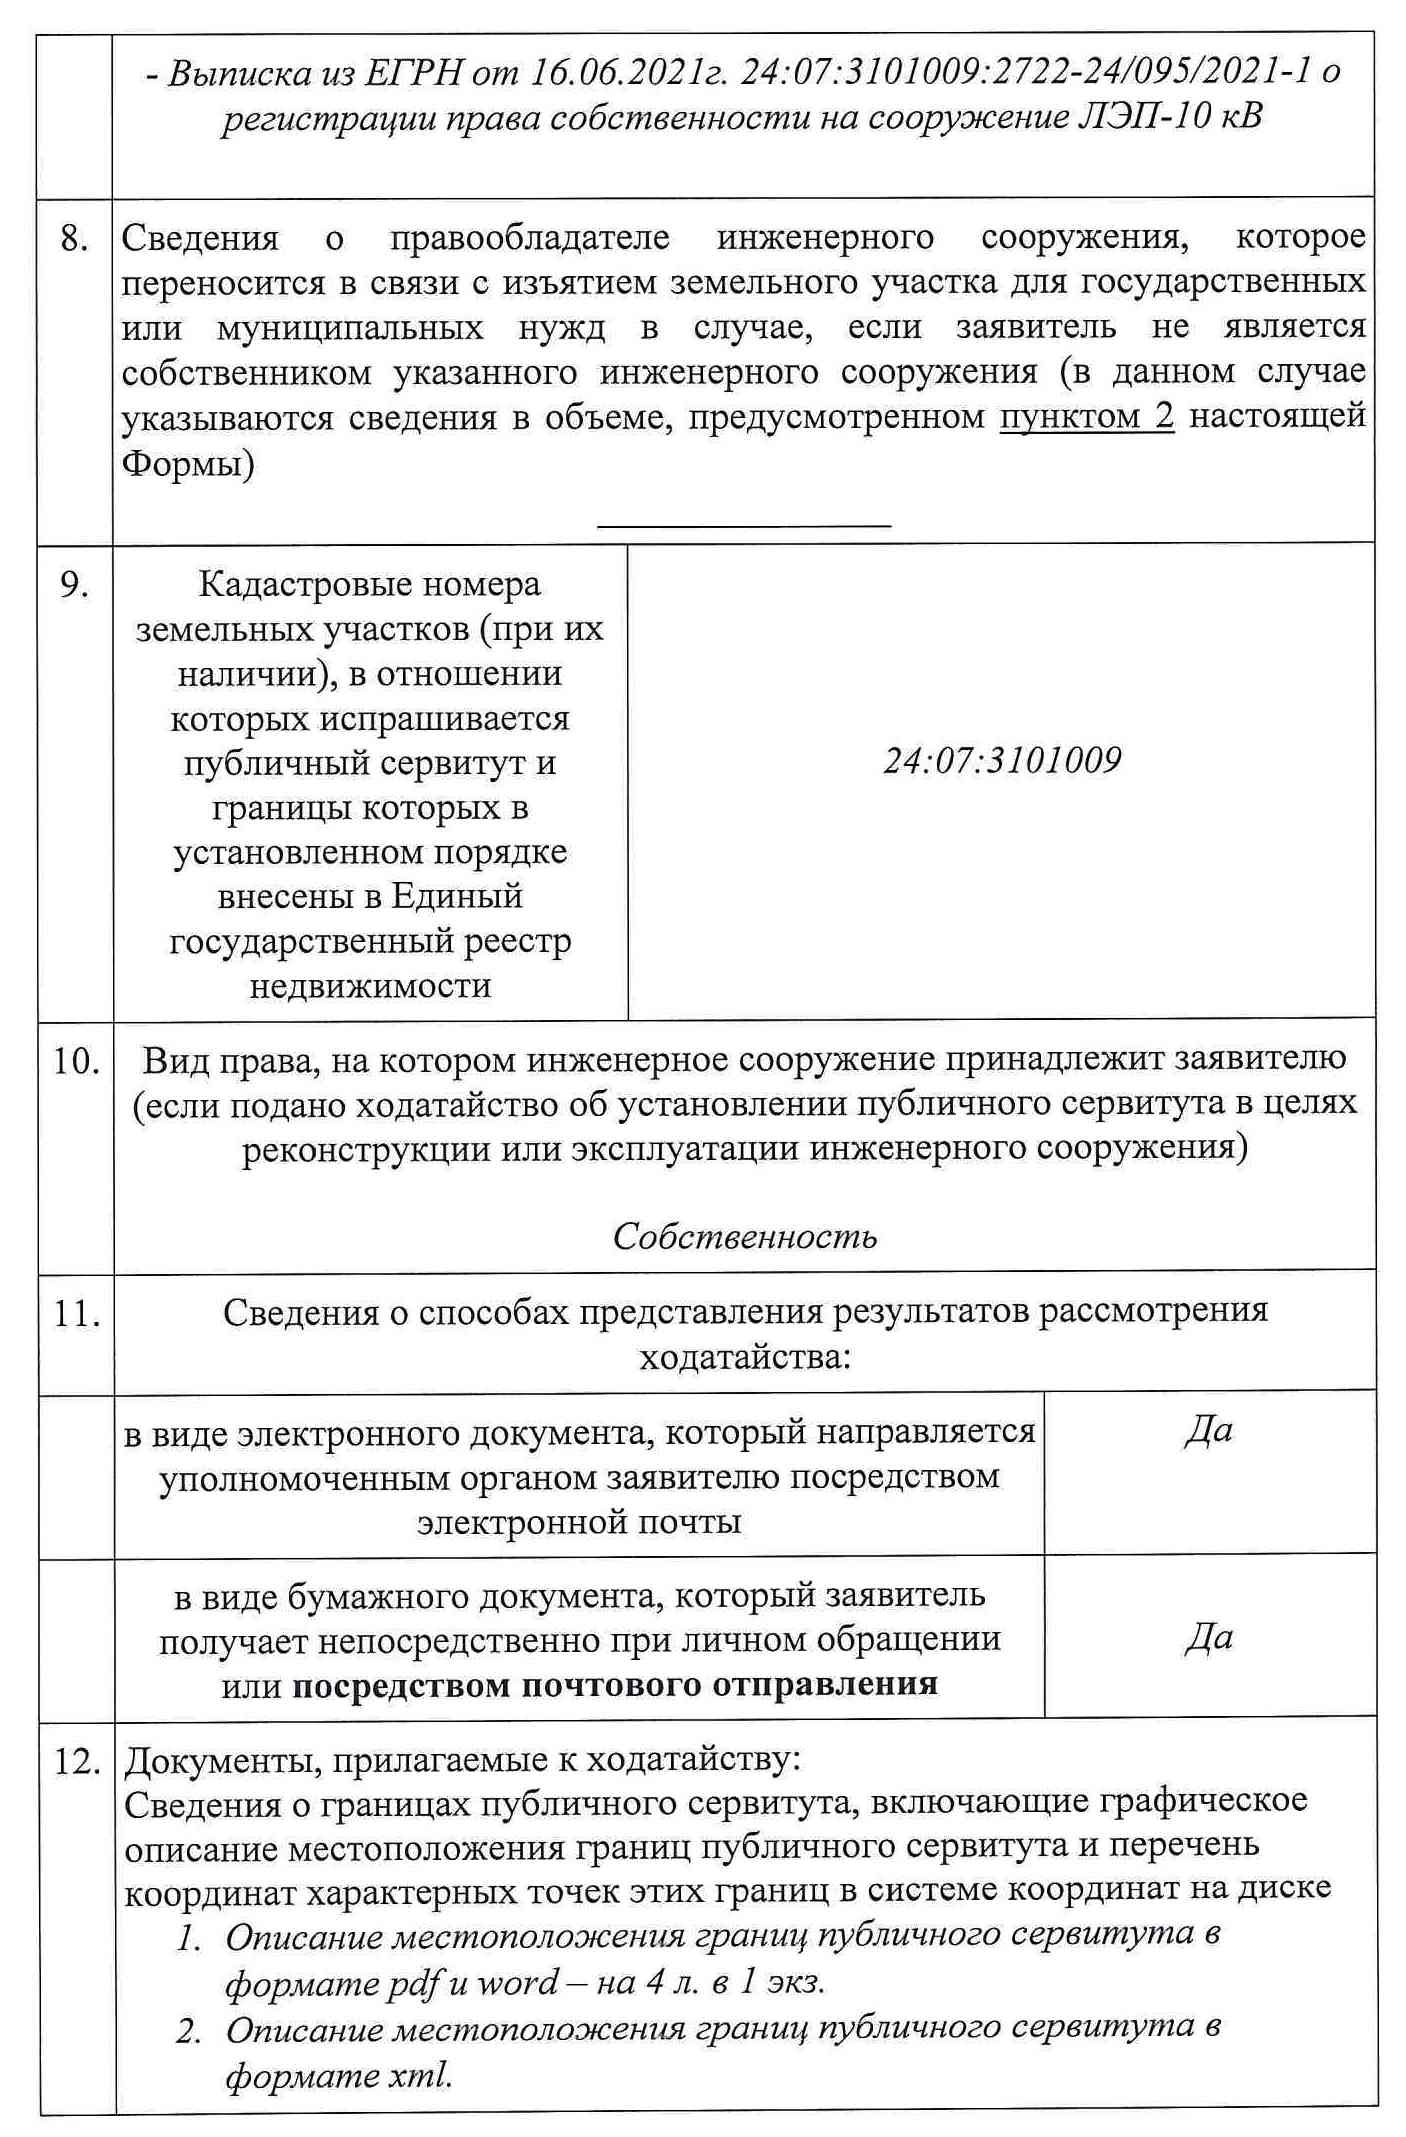 - Выписка из ЕГРН от 16.06.2021г. 24:07:3101009:2722-24/095/2021-1 о
регистрации права собственности на сооружение ЛЭП-10 кВ
8.
Сведения о правообладателе инженерного сооружения, которое
переносится в связи с изъятием земельного участка для государственных
или муниципальных нужд в случае, если заявитель не является
собственником указанного инженерного сооружения (в данном случае
указываются сведения в объеме, предусмотренном пунктом 2 настоящей
Формы)
9.
Кадастровые номера
земельных участков (при их
наличии), в отношении
которых испрашивается
публичный сервитут и
границы которых в
установленном порядке
внесены в Единый
государственный реестр
недвижимости
24:07:3101009
10.
Вид права, на котором инженерное сооружение принадлежит заявителю
(если подано ходатайство об установлении публичного сервитута в целях
реконструкции или эксплуатации инженерного сооружения)
Собственность
11.
Сведения о способах представления результатов рассмотрения
ходатайства:
в виде электронного документа, который направляется
уполномоченным органом заявителю посредством
электронной почты
Да
в виде бумажного документа, который заявитель
получает непосредственно при личном обращении
или посредством почтового отправления
Да
12.
Документы, прилагаемые к ходатайству:
Сведения о границах публичного сервитута, включающие графическое
описание местоположения границ публичного сервитута и перечень
координат характерных точек этих границ в системе координат на диске
1. Описание местоположения границ публичного сервитута в
формате pdf и word – на 4 л. в 1 экз.
2. Описание местоположения границ публичного сервитута в
формате xml.